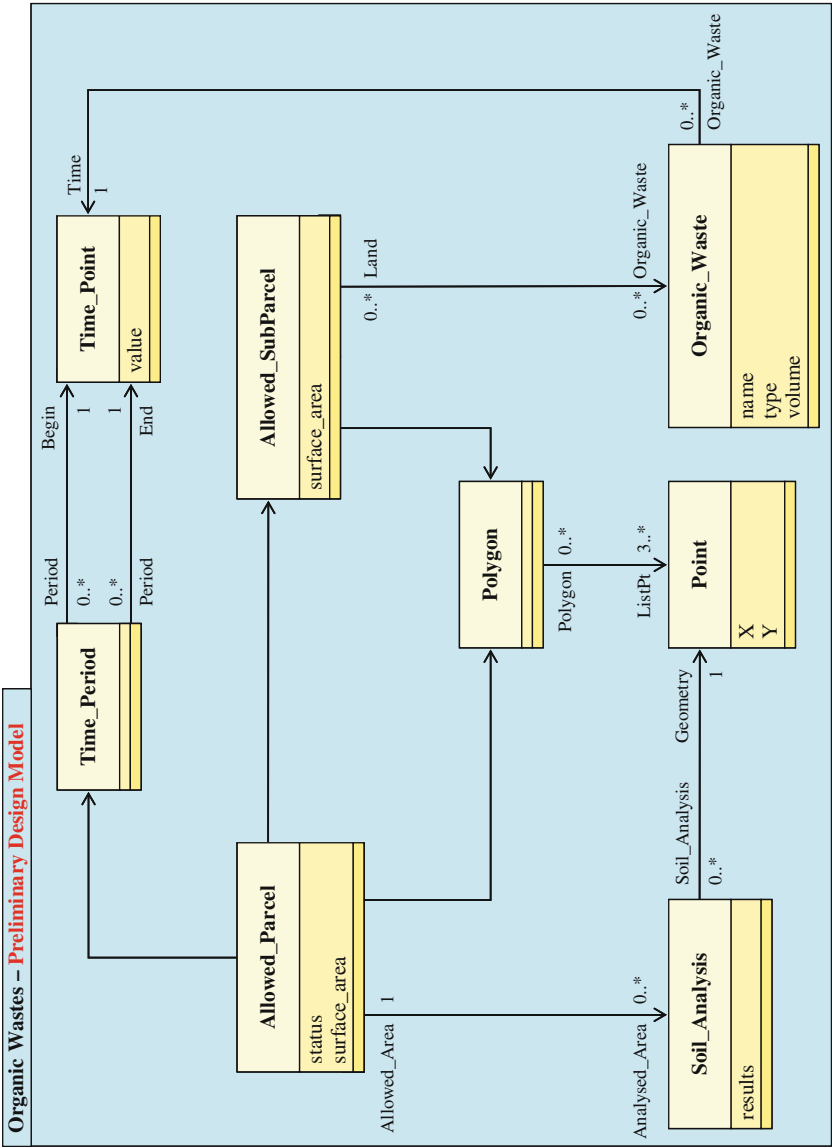 Organic Wastes – Preliminary Design Model
Time_Period
Period
0..*
0..*
Period
Begin
1
1
End
Time_Point
value
Time
1
Allowed_Parcel
status
surface_area
Allowed_Area
1
Allowed_SubParcel
surface_area
0..*
Land
Polygon
Polygon
0..*
ListPt
3..*
Analysed_Area
0..*
Soil_Analysis
results
Soil_Analysis
0..*
Geometry
1
Point
X
Y
0..*
Organic_Waste
Organic_Waste
name
type
volume
0..*
Organic_Waste